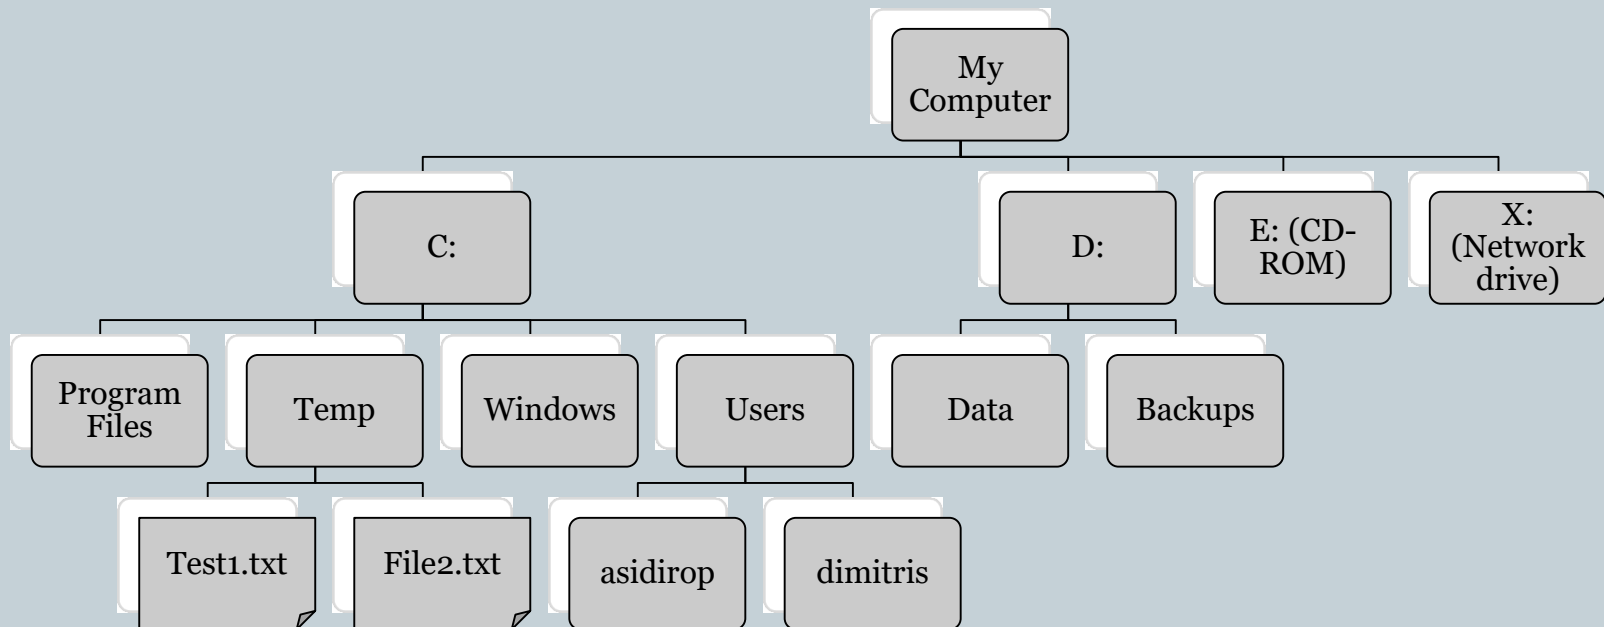 My
Computer
C:
D:
E: (CD-
ROM)
X:
(Network
drive)
Program
Files
Temp
Windows
Users
Data
Backups
Test1.txt
File2.txt
asidirop
dimitris